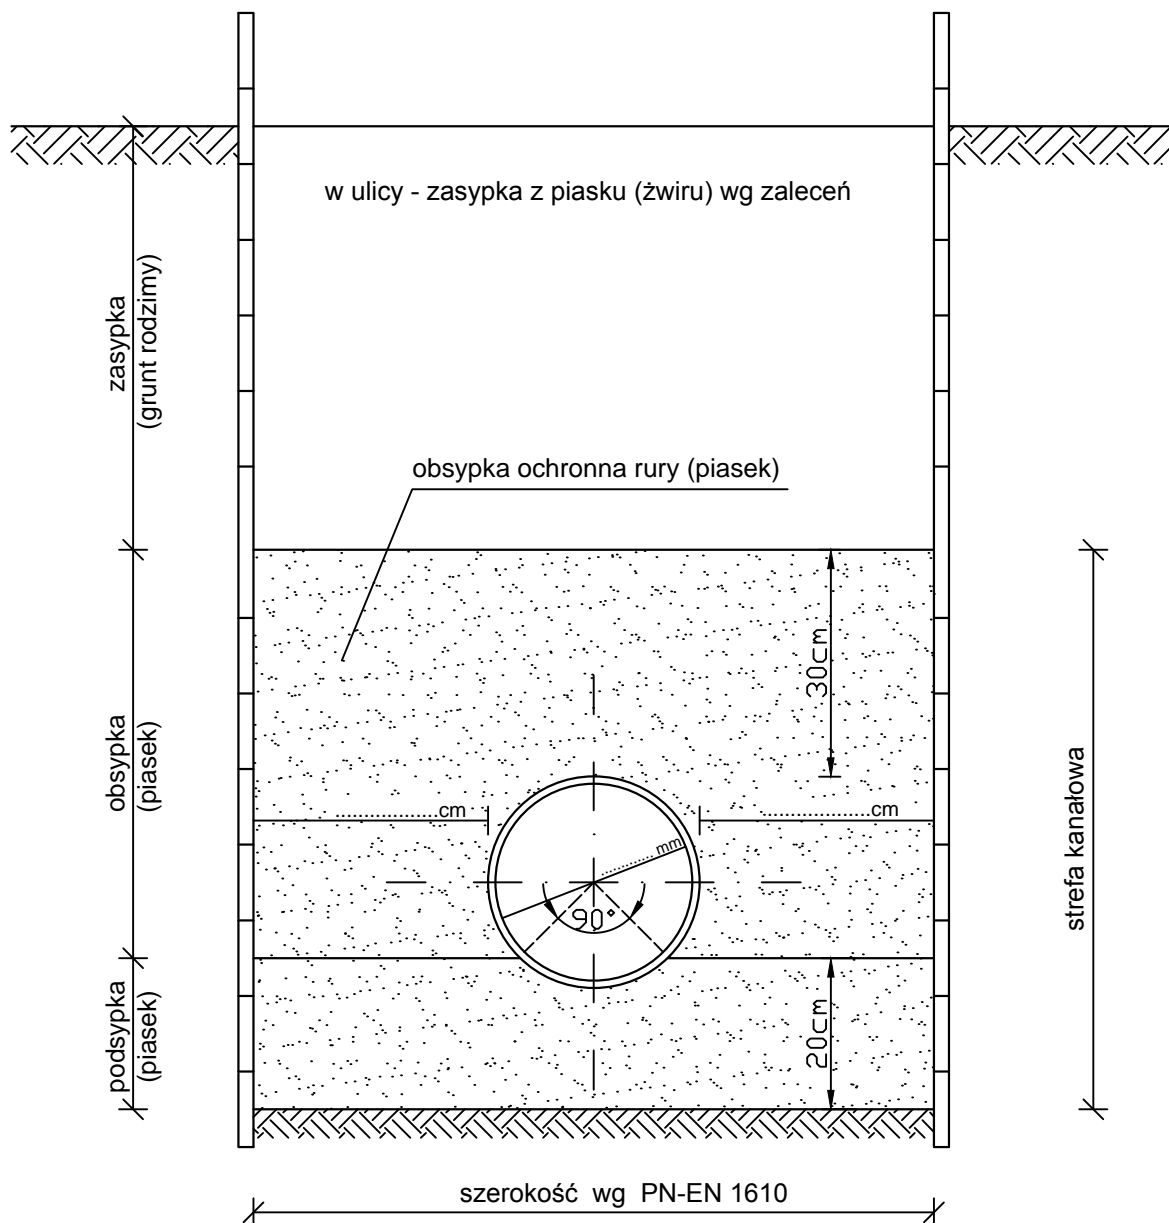 w ulicy - zasypka z piasku (żwiru) wg zaleceń
zasypka
(grunt rodzimy)
obsypka ochronna rury (piasek)
30cm
obsypka
(piasek)
....................cm
....................cm
......... mm
90°
strefa kanałowa
podsypka
(piasek)
20cm
szerokość wg PN-EN 1610